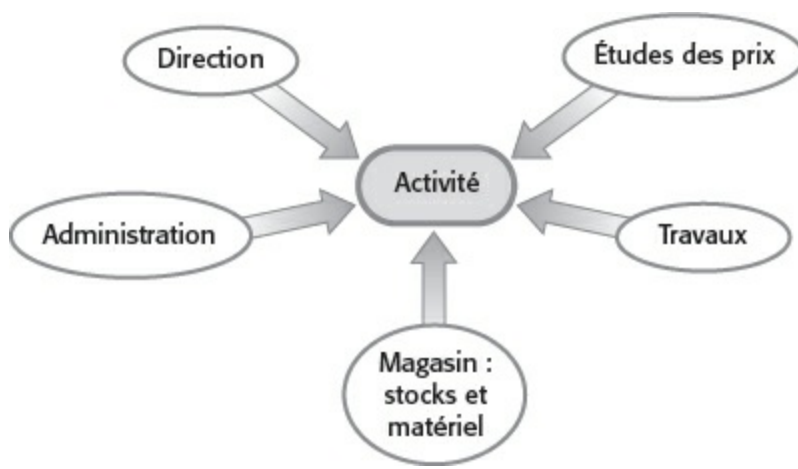 Direction
Études des prix
Activité
Administration
Travaux
Magasin :
stocks et
matériel